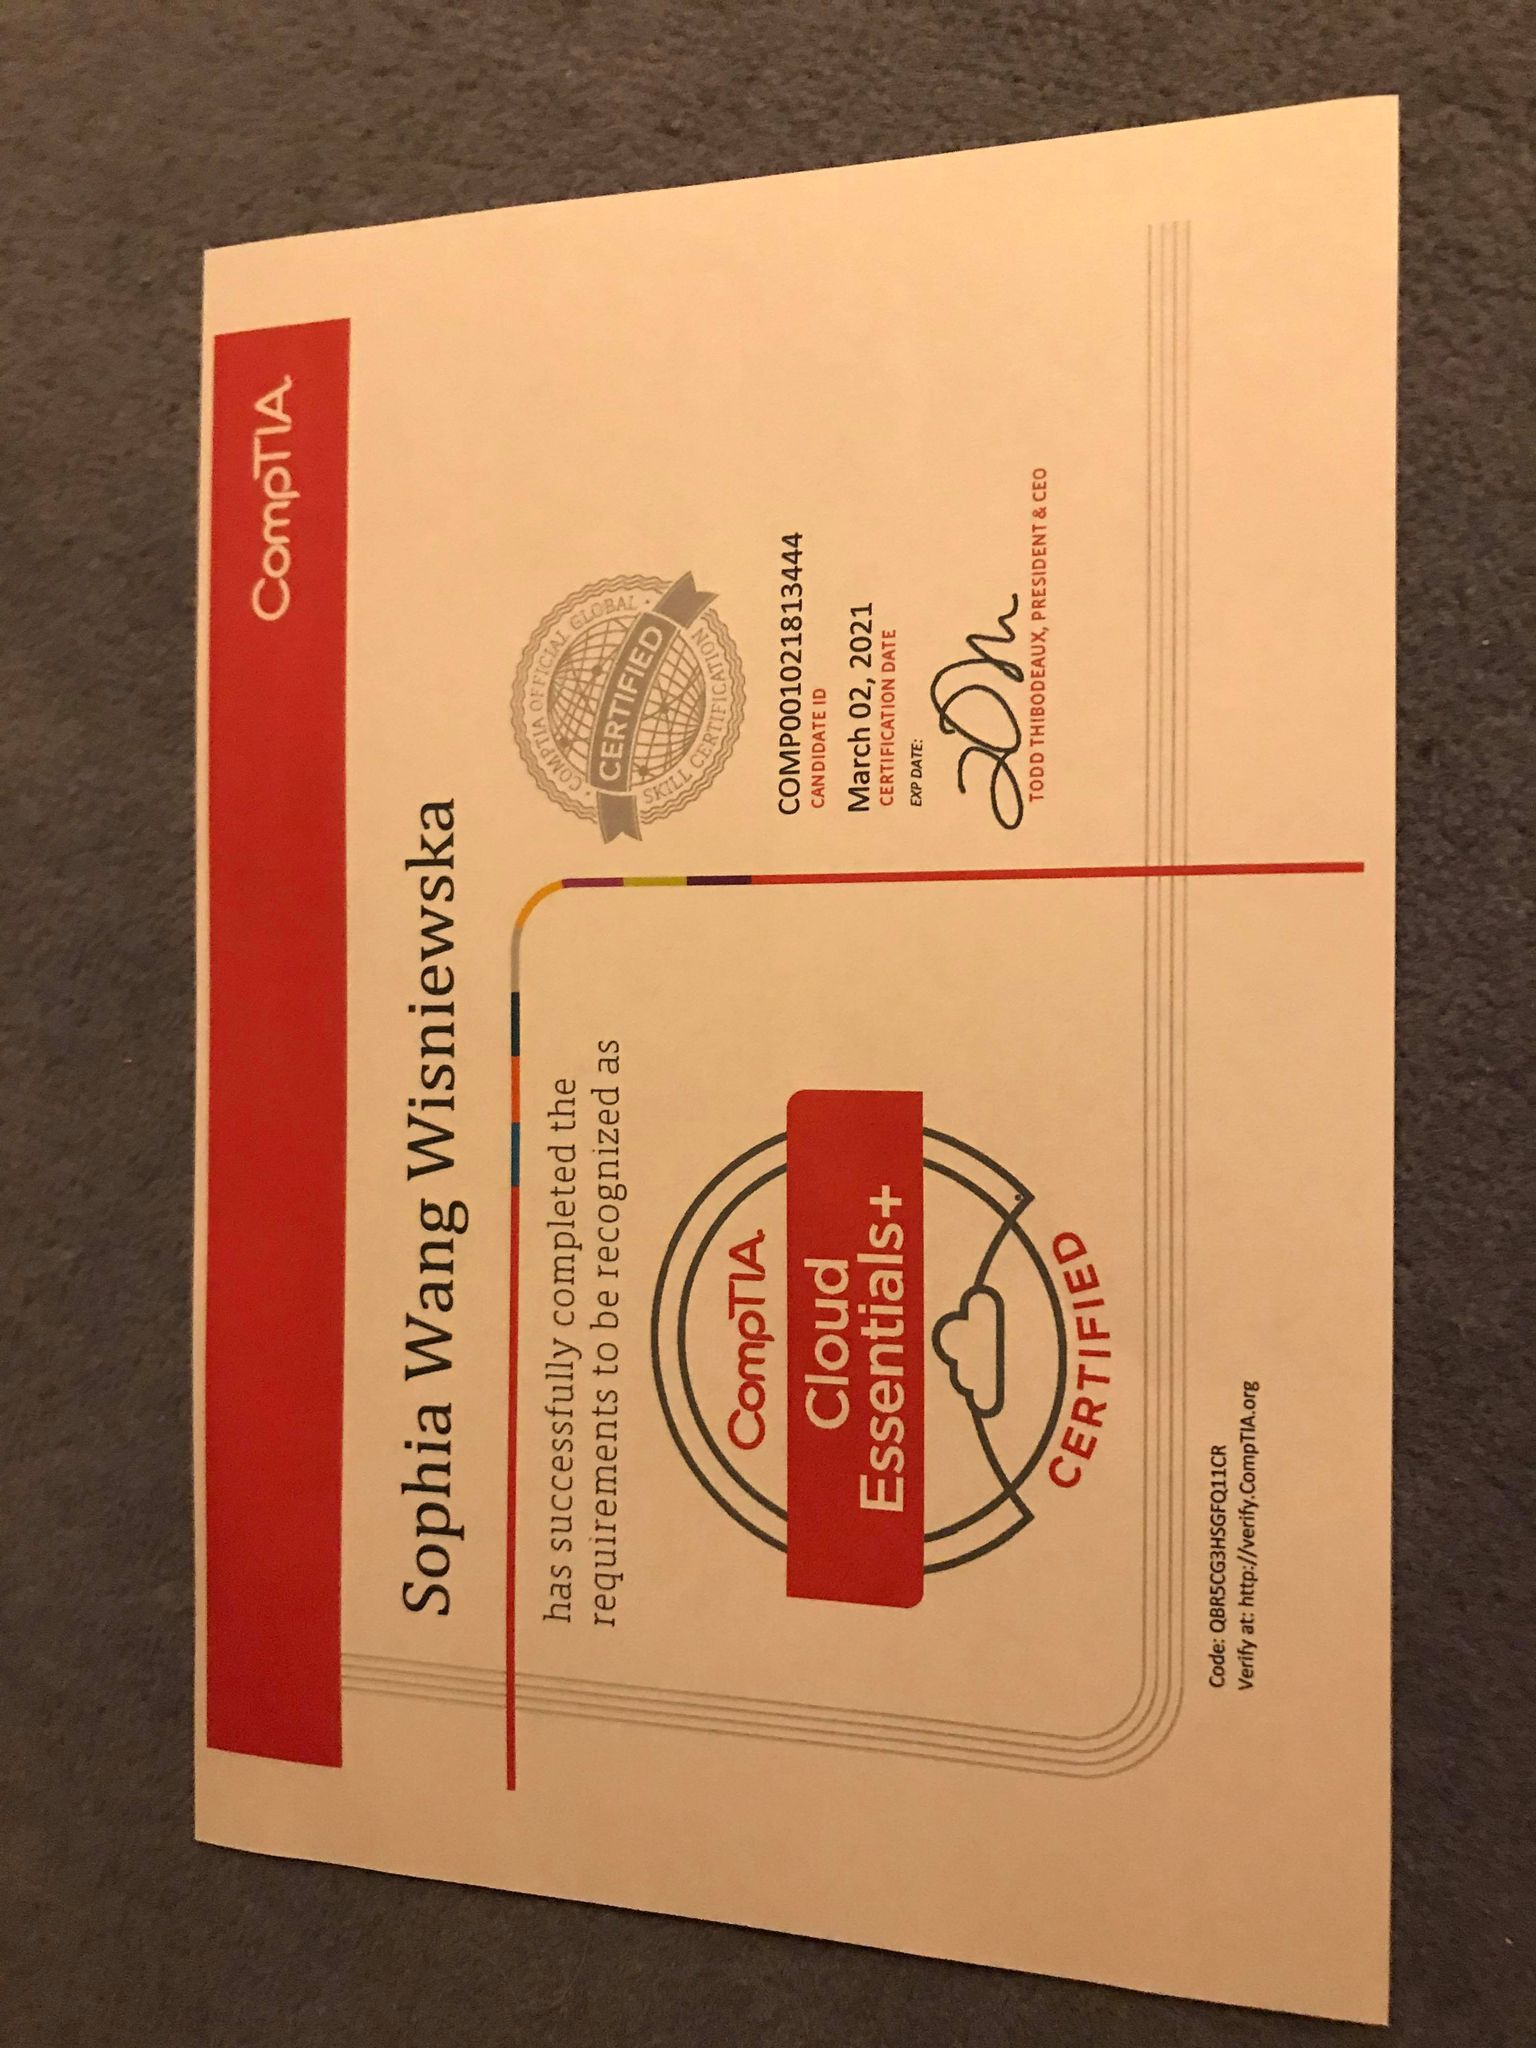 CompTIA.
Sophia Wang Wisniewska
has successfully completed the
requirements to be recognized as
CompTIA.
Cloud
Essentials+
CERTIFIED
COMPTIA OFFICIAL GLOBAL
CERTIFIED
SKILL CERTIFICATION
COMP001021813444
CANDIDATE ID
March 02, 2021
CERTIFICATION DATE
EXP DATE:
TODD THIBODEAUX, PRESIDENT & CEO
Code: QBR5CG3HSGFQ11CR
Verify at: http://verify.CompTIA.org